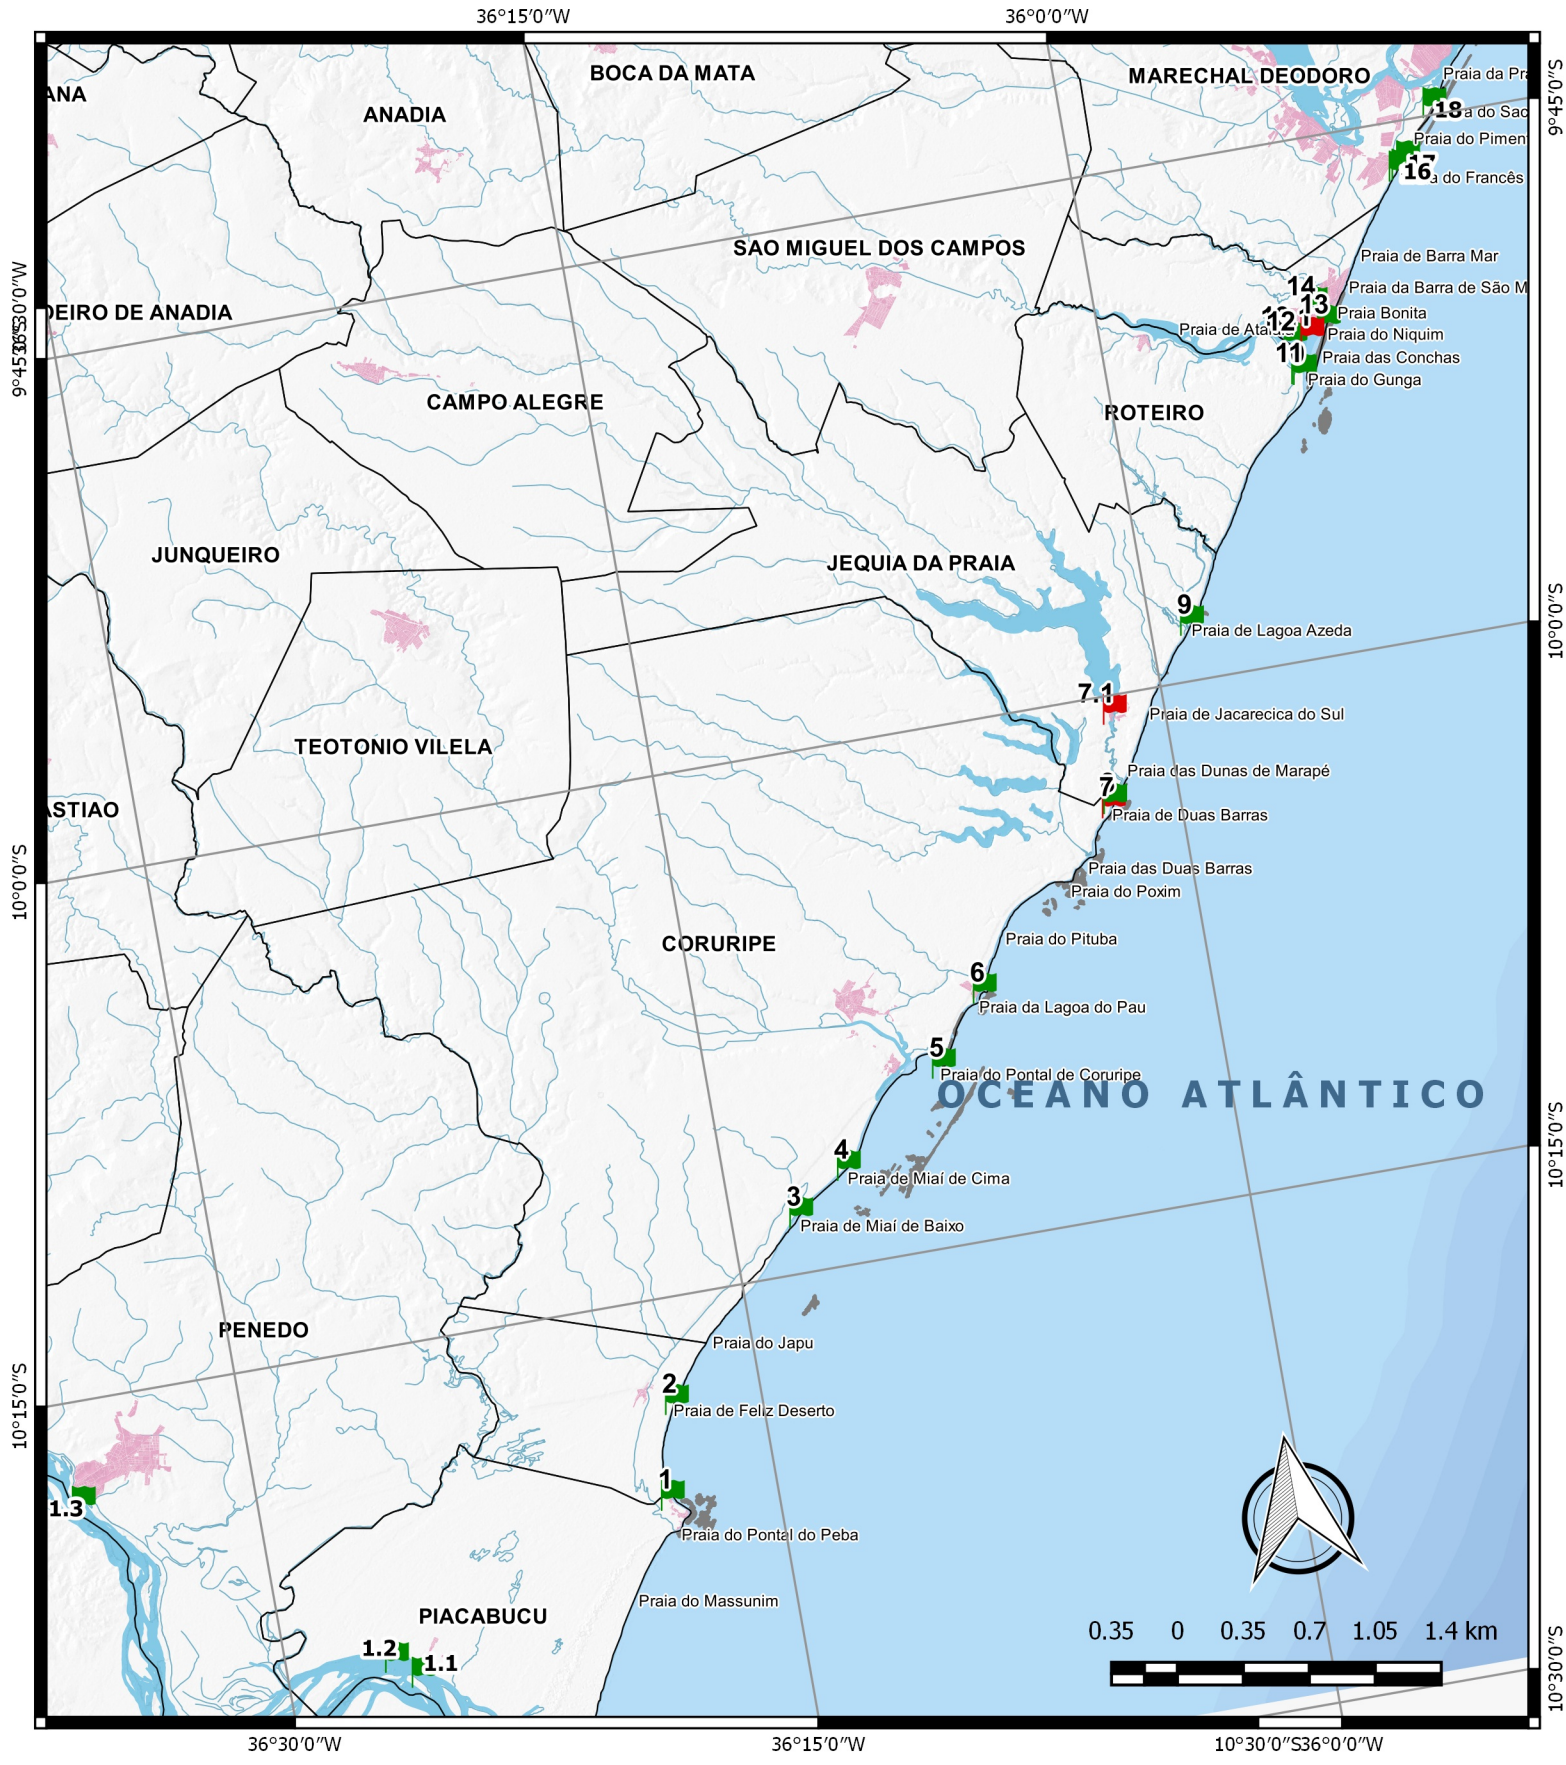 36°15'0"W
36°0'0"W
BOCA DA MATA
MARECHAL DEODORO
Praia da Pra
ANA
ANADIA
18
a do Sac
9°45'0"S
Praia do Pimen
16
a do Francês
SAO MIGUEL DOS CAMPOS
Praia de Barra Mar
14
Praia da Barra de São M
13
DEIRO DE ANADIA
Praia Bonita
12
Praia de Atalaia
Praia do Niquim
11
Praia das Conchas
Praia do Gunga
CAMPO ALEGRE
ROTEIRO
JUNQUEIRO
JEQUIA DA PRAIA
9
Praia de Lagoa Azeda
10°0'0"S
7.1
Praia de Jacarecica do Sul
TEOTONIO VILELA
Praia das Dunas de Marapé
7
ASTIAO
Praia de Duas Barras
Praia das Duas Barras
10°0'0"S
Praia do Poxim
CORURIPE
Praia do Pituba
6
Praia da Lagoa do Pau
5
Praia do Pontal de Coruripe
OCEANO ATLÂNTICO
4
10°15'0"S
Praia de Miaí de Cima
3
Praia de Miaí de Baixo
PENEDO
Praia do Japu
2
10°15'0"S
Praia de Feliz Deserto
1
1.3
Praia do Pontal do Peba
Praia do Massunim
PIACABUCU
0.35 0 0.35 0.7 1.05 1.4 km
1.2
1.1
10°30'0"S
36°30'0"W
36°15'0"W
10°30'0"S
36°0'0"W